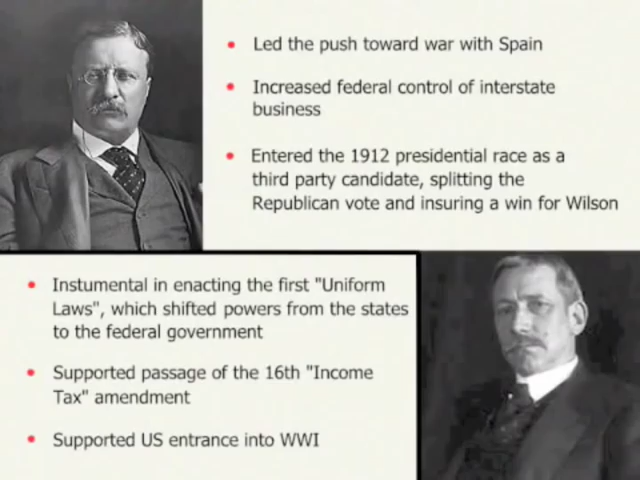 Led the push toward war with Spain
Increased federal control of interstate
business
Entered the 1912 presidential race as a
third party candidate, splitting the
Republican vote and insuring a win for Wilson
Instumental in enacting the first "Uniform
Laws", which shifted powers from the states
to the federal government
Supported passage of the 16th "Income
Tax" amendment
Supported US entrance into WWI